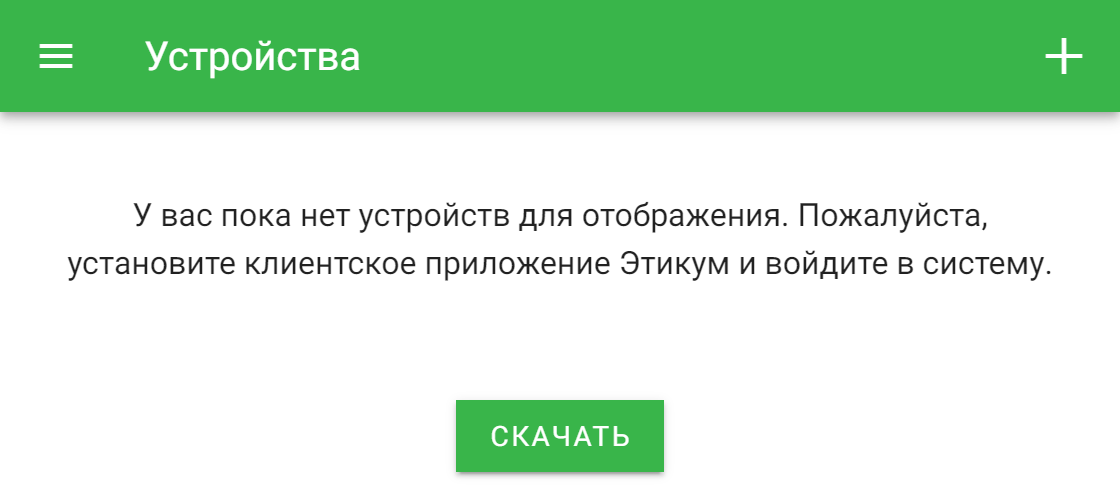 Устройства
У вас пока нет устройств для отображения. Пожалуйста,
установите клиентское приложение Этикум и войдите в систему.
СКАЧАТЬ